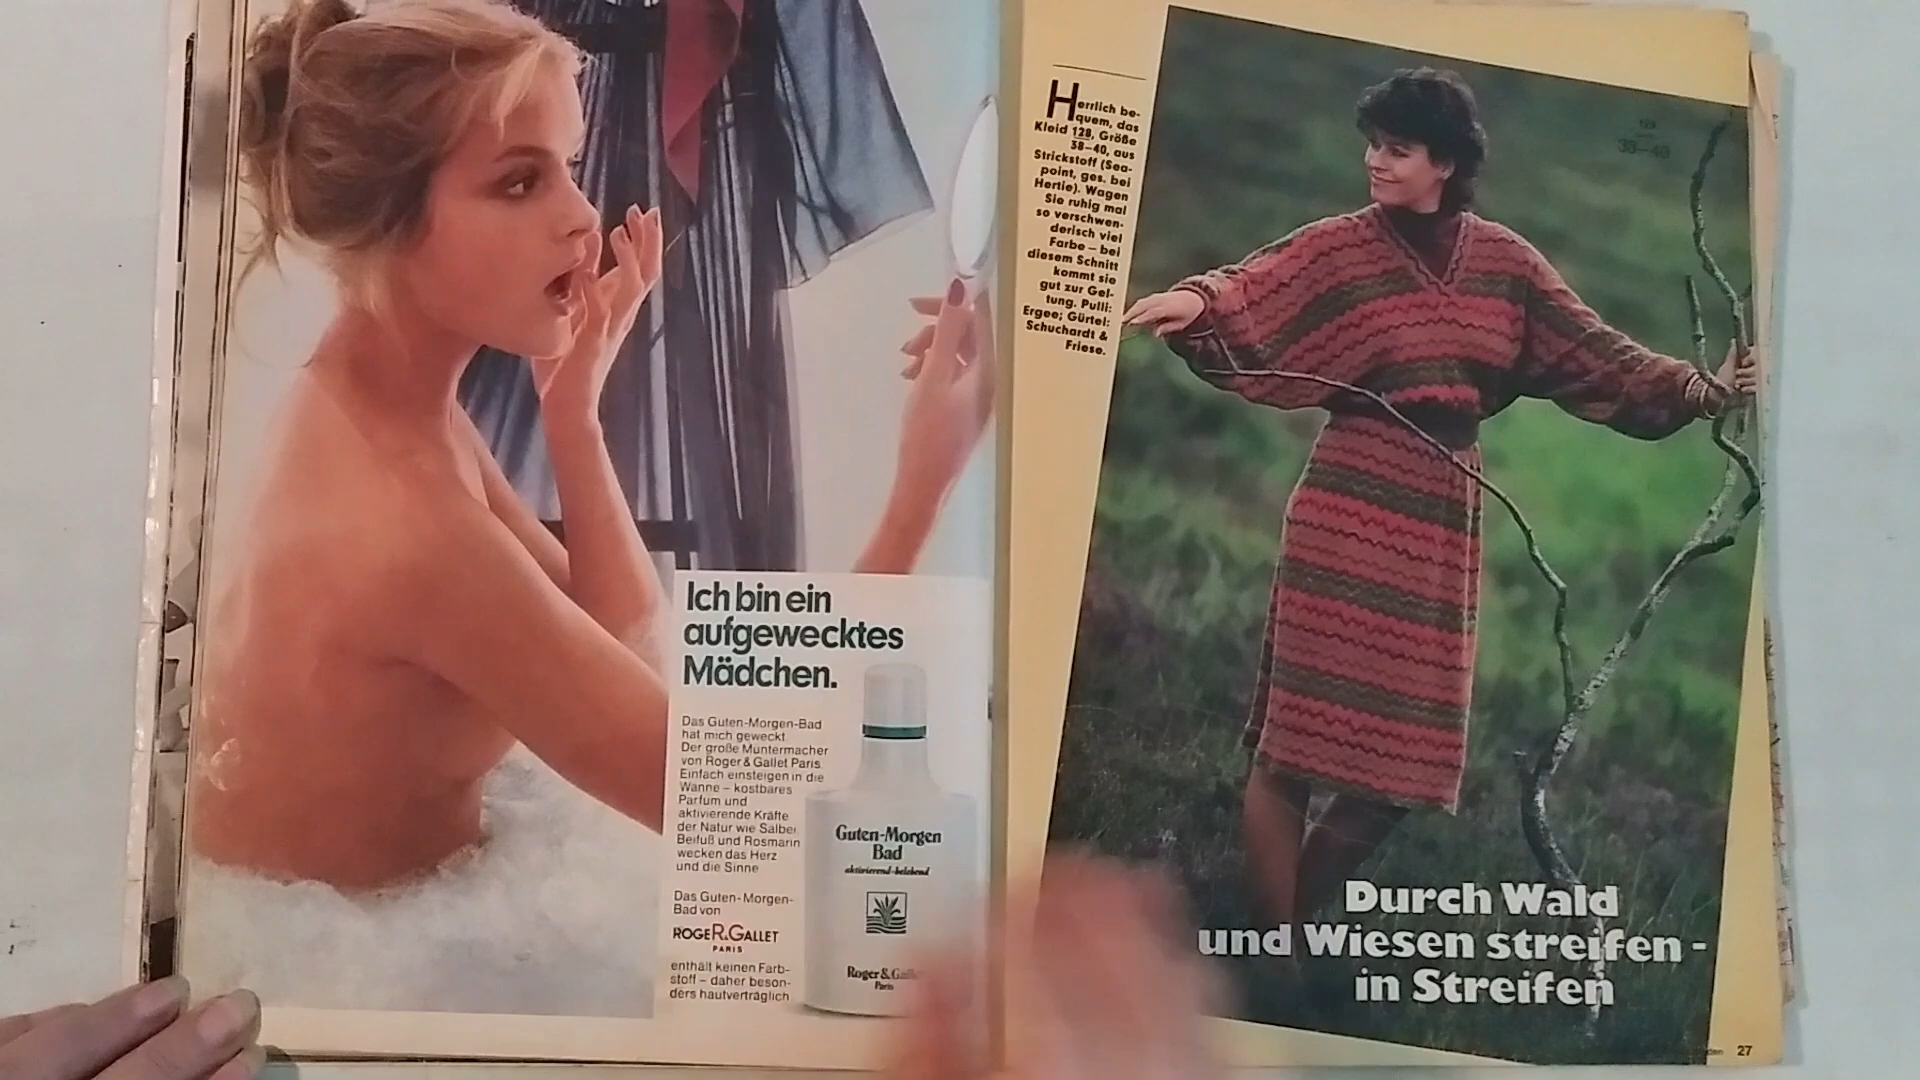 Ich bin ein
aufgewecktes
Mädchen.
Das Guten-Morgen-Bad
hat mich geweckt.
Der große Muntermacher
von Roger & Gallet Paris.
Einfach einsteigen in die
Wanne – kostbares
Parfum und
aktivierende Kräfte
der Natur wie Salbei,
Beifuß und Rosmarin
wecken das Herz
und die Sinne
Das Guten-Morgen-
Bad von
ROGER & GALLET
PARIS
enthält keinen Farb-
stoff – daher beson-
ders hautverträglich
Guten-Morgen
Bad
aktivierend-belebend
Roger &
Paris
Herrlich be-
quem, das
Kleid 128, Größe
38–40, aus
Strickstoff (Sea-
point, ges. bei
Hertie). Wagen
Sie ruhig mal
so verschwen-
derisch viel
Farbe – bei
diesem Schnitt
kommt sie
gut zur Gel-
tung. Pulli:
Ergee; Gürtel:
Schuchardt &
Friese.
38–40
Durch Wald
und Wiesen streifen -
in Streifen
27